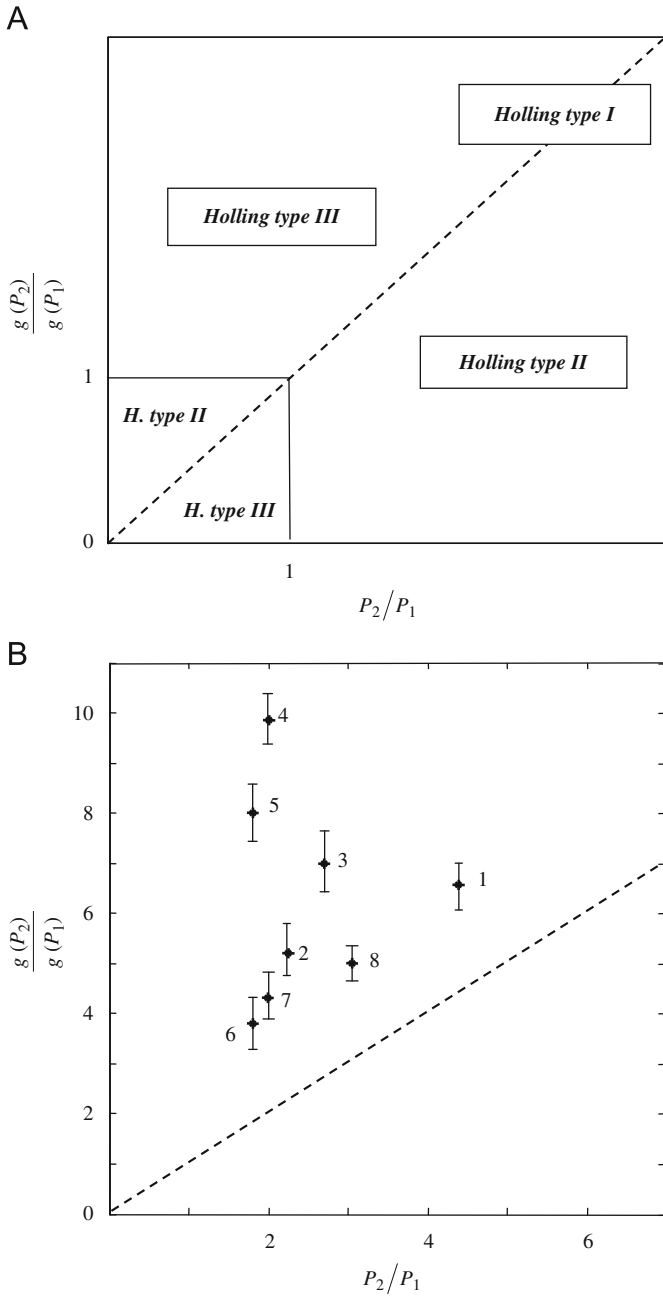 A
Holling type I
Holling type III
g (P₂)
g (P₁)
Holling type II
1
H. type II
H. type III
0
1
P₂/P₁
B
10
4
8
5
3
1
g (P₂)
g (P₁)
6
2
8
7
4
6
2
0
2
4
6
P₂/P₁